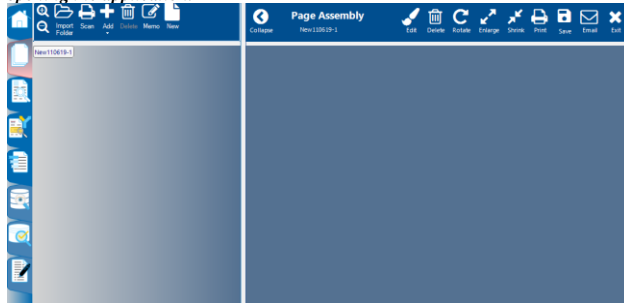 Import Folder
Scan
Add
Delete
Memo
New
Collapse
Page Assembly
New110619-1
Edit
Delete
Rotate
Enlarge
Shrink
Print
Save
Email
Exit
New110619-1